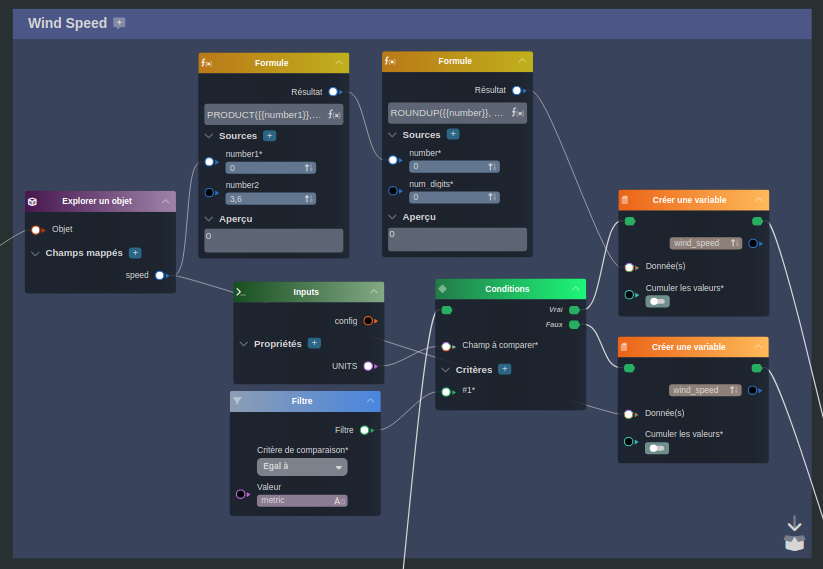 Wind Speed
Formule
Résultat
PRODUCT({{number1}},...
f(x)
Sources
number1*
0
number2
3,6
Aperçu
0
Formule
Résultat
ROUNDUP({{number}}, ...
f(x)
Sources
number*
0
num_digits*
0
Aperçu
0
Explorer un objet
Objet
Champs mappés
speed
Inputs
config
Propriétés
UNITS
Filtre
Filtre
Critère de comparaison*
Egal à
Valeur
metric
Conditions
Vrai
Faux
Champ à comparer*
Critères
#1*
Créer une variable
wind_speed
Donnée(s)
Cumuler les valeurs*
Créer une variable
wind_speed
Donnée(s)
Cumuler les valeurs*